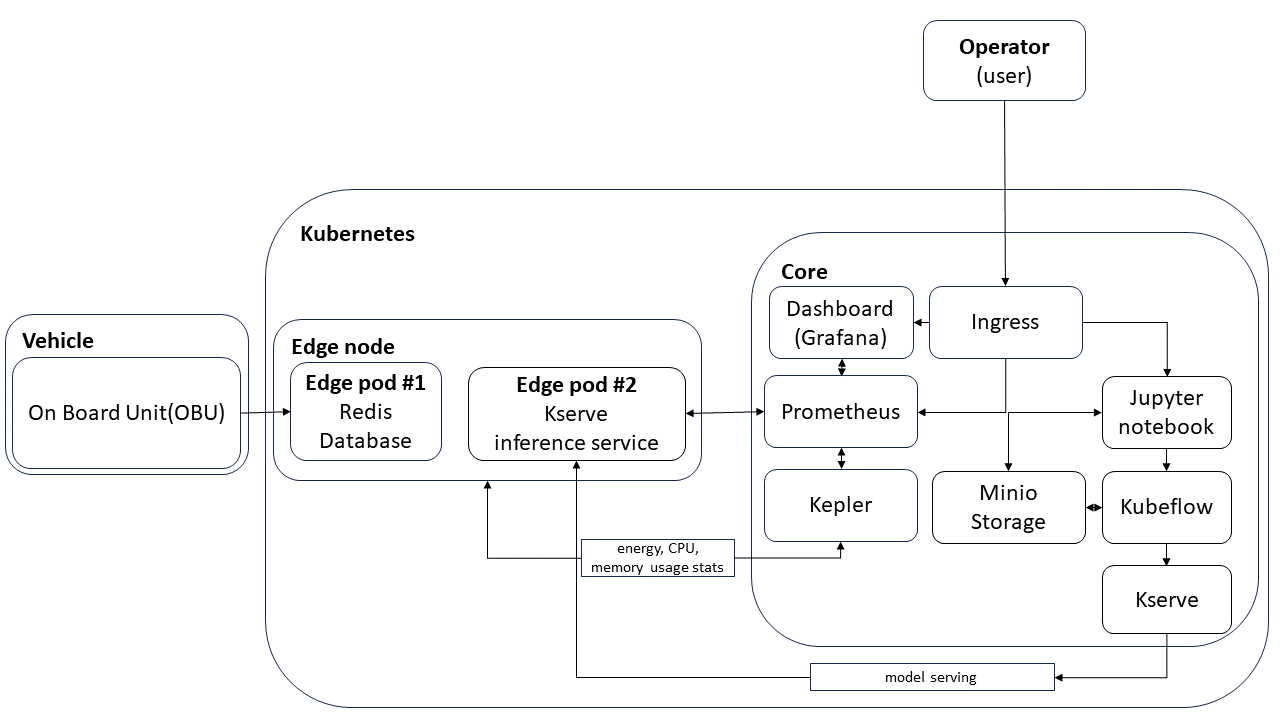 Operator
(user)
Kubernetes
Core
Dashboard
(Grafana)
Ingress
Vehicle
On Board Unit(OBU)
Edge node
Edge pod #1
Redis
Database
Edge pod #2
Kserve
inference service
Prometheus
Jupyter
notebook
Kepler
Minio
Storage
Kubeflow
energy, CPU,
memory usage stats
Kserve
model serving